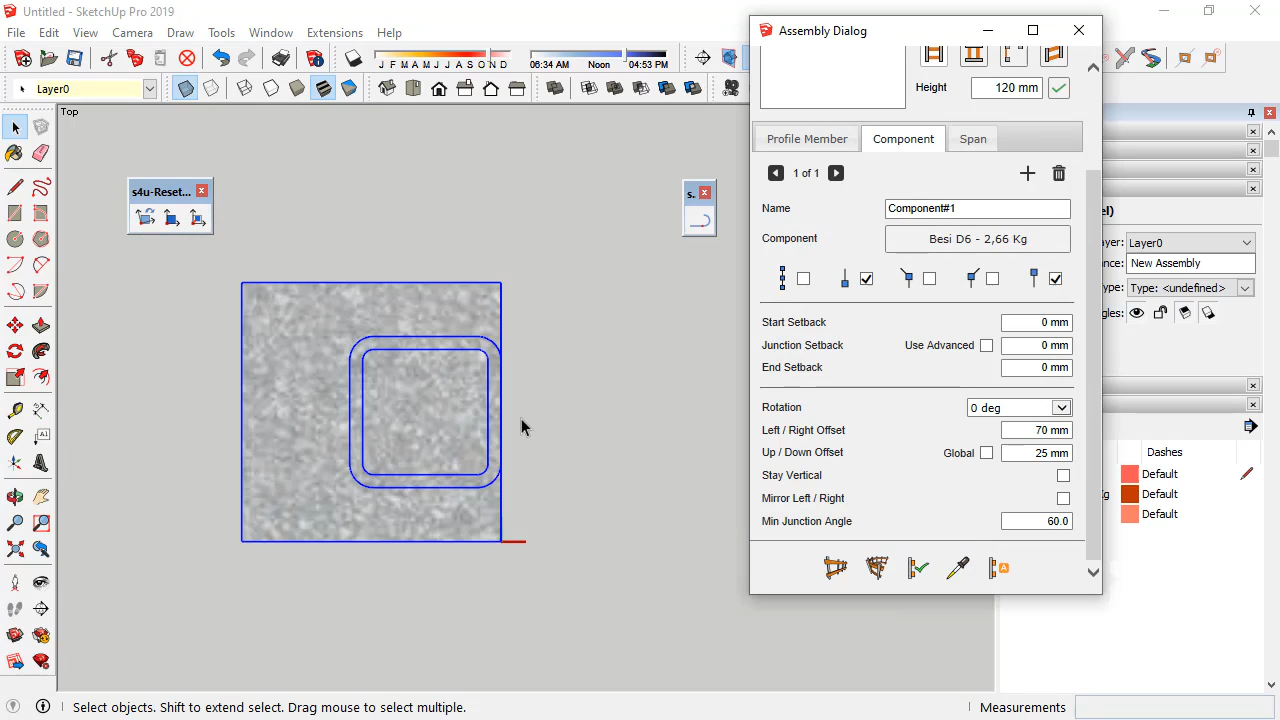 Untitled - SketchUp Pro 2019
File Edit View Camera Draw Tools Window Extensions Help
J F M A M J J A S O N D
06:34 AM Noon 04:53 PM
Layer0
Top
s4u-Reset...
s.
Assembly Dialog
Height 120 mm
Profile Member Component Span
1 of 1
Name Component#1
Component Besi D6 - 2,66 Kg
Start Setback 0 mm
Junction Setback Use Advanced 0 mm
End Setback 0 mm
Rotation 0 deg
Left / Right Offset 70 mm
Up / Down Offset Global 25 mm
Stay Vertical
Mirror Left / Right
Min Junction Angle 60.0
el)
ayer: Layer0
ance: New Assembly
ype: Type: <undefined>
gles:
Dashes
Default
g Default
Default
Select objects. Shift to extend select. Drag mouse to select multiple.
Measurements